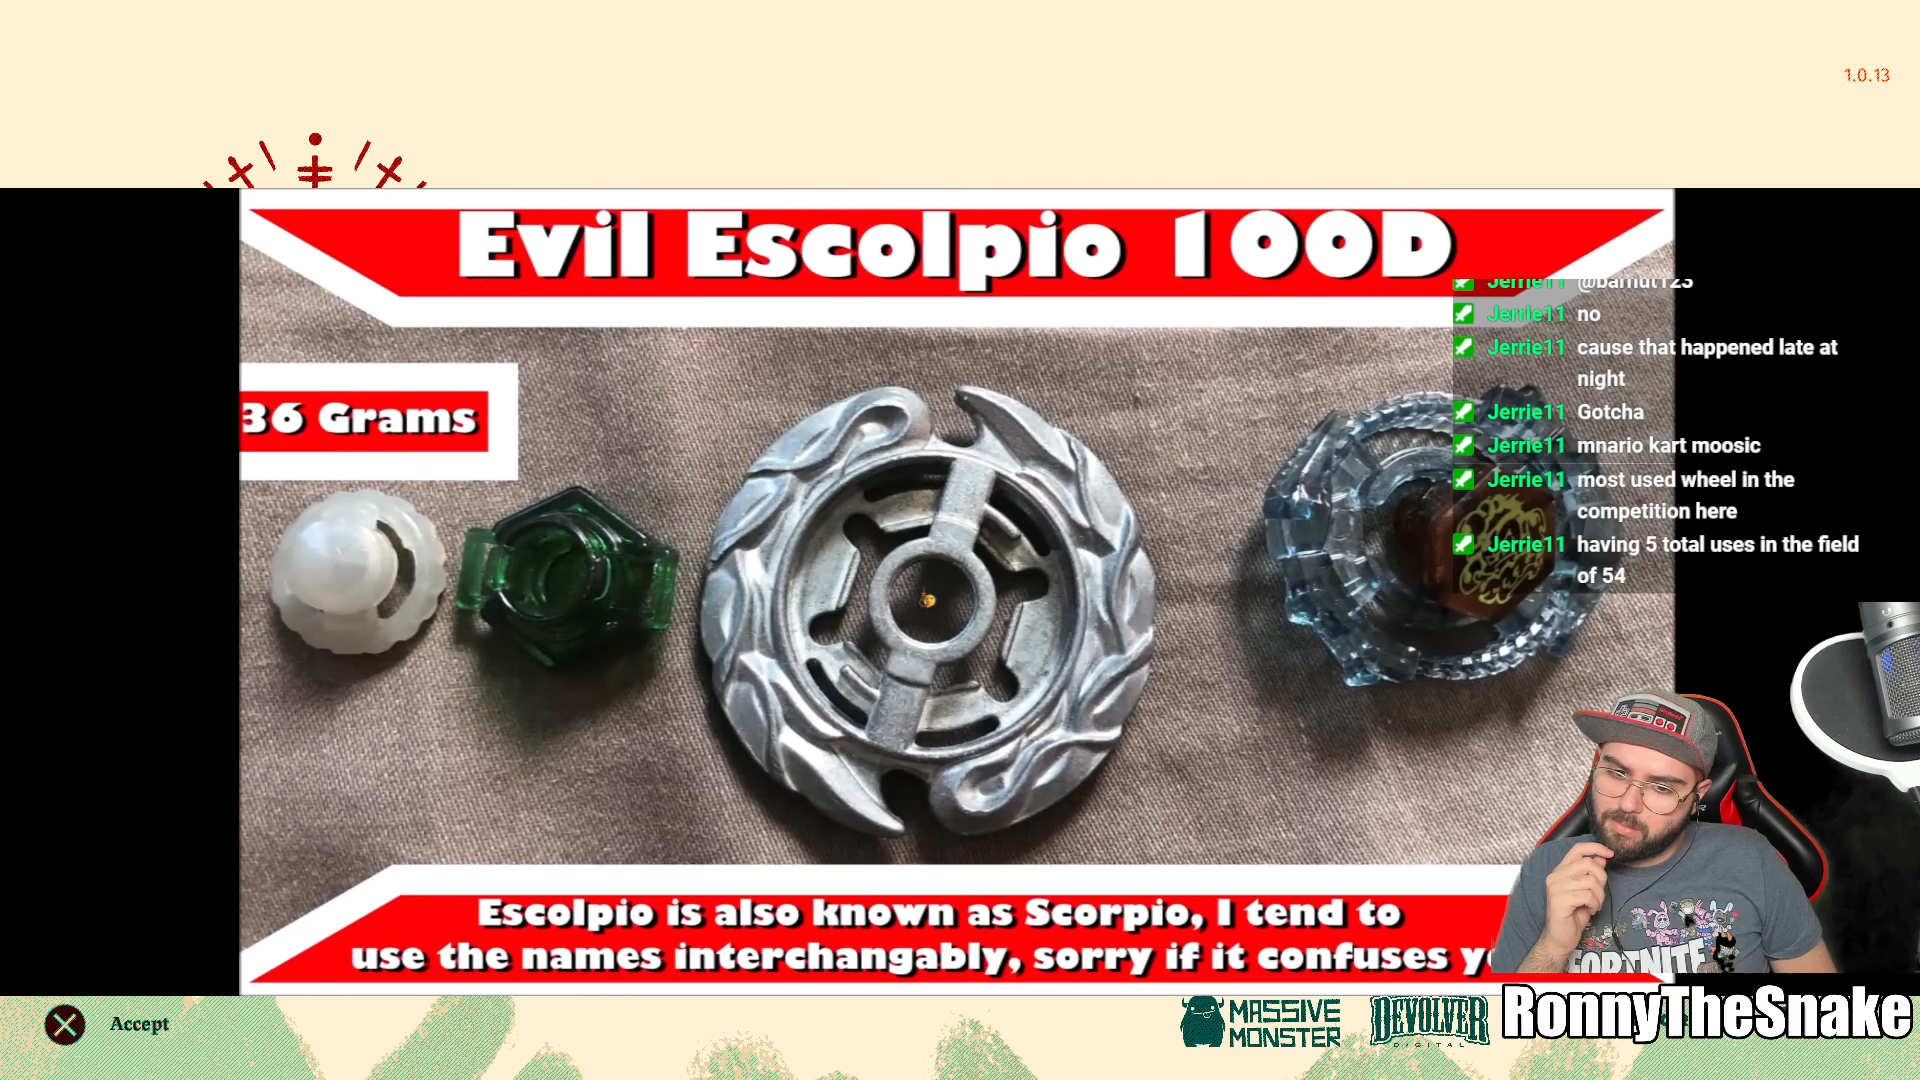 1.0.13
Evil Escolpio 100D
Jerrie11 @barnut123
Jerrie11 no
Jerrie11 cause that happened late at
night
36 Grams
Jerrie11 Gotcha
Jerrie11 mnario kart moosic
Jerrie11 most used wheel in the
competition here
Jerrie11 having 5 total uses in the field
of 54
Escolpio is also known as Scorpio, I tend to
use the names interchangably, sorry if it confuses
FORTNITE
Accept
MASSIVE
MONSTER
DEVOLVER
DIGITAL
RonnyTheSnake